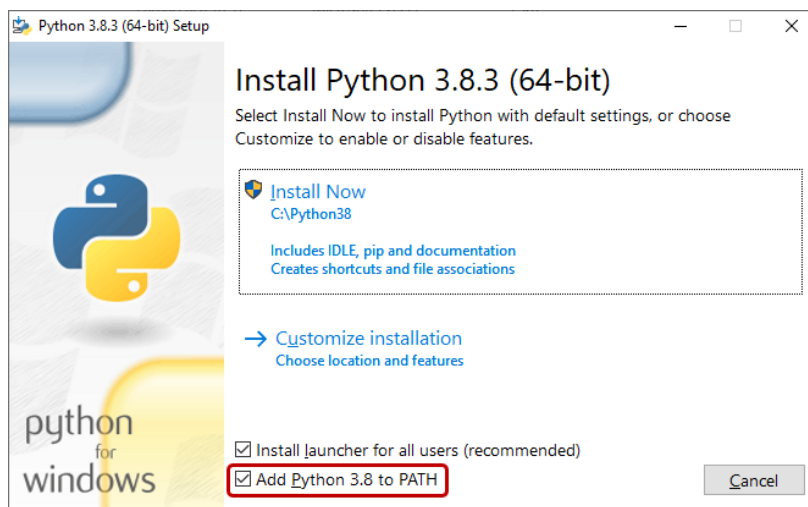 Python 3.8.3 (64-bit) Setup
Install Python 3.8.3 (64-bit)
Select Install Now to install Python with default settings, or choose
Customize to enable or disable features.
Install Now
C:\Python38
Includes IDLE, pip and documentation
Creates shortcuts and file associations
Customize installation
Choose location and features
python
for
windows
Install launcher for all users (recommended)
Add Python 3.8 to PATH
Cancel